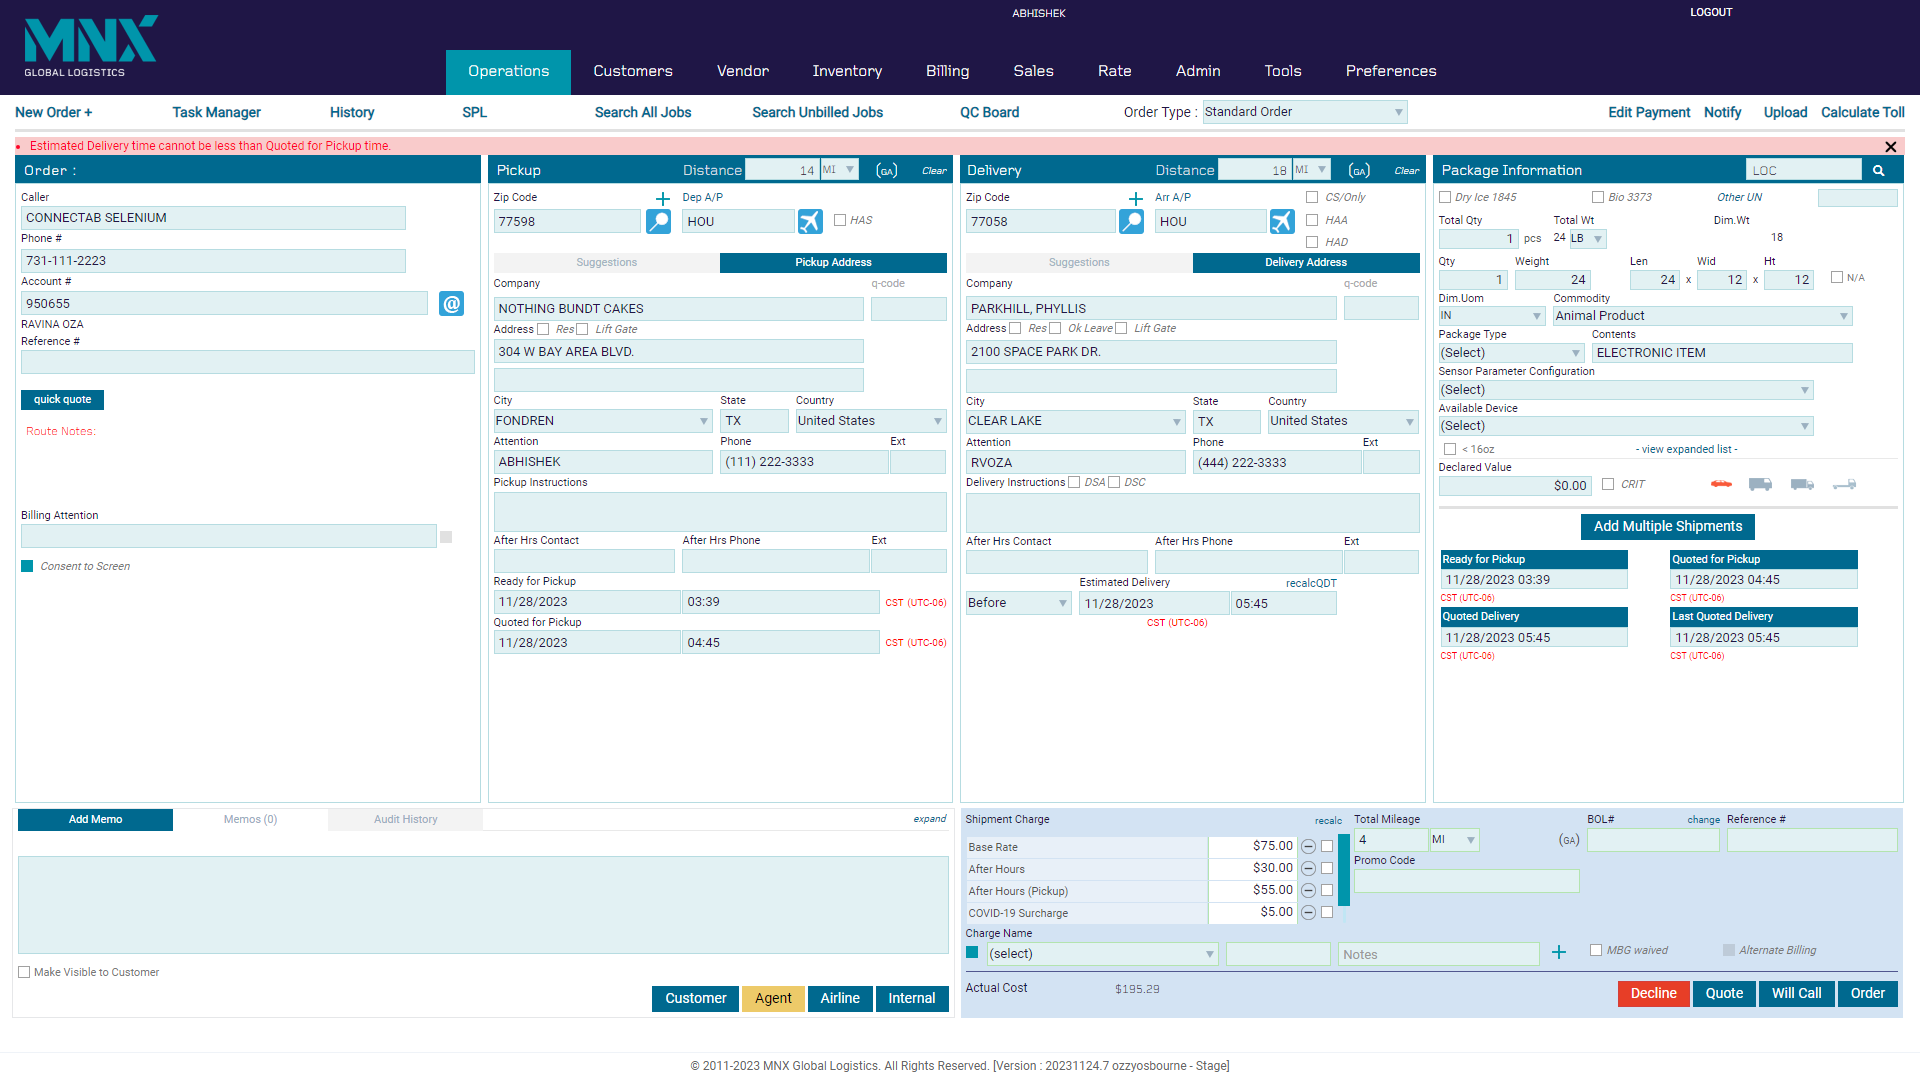 MNX
GLOBAL LOGISTICS
ABHISHEK
LOGOUT
Operations Customers Vendor Inventory Billing Sales Rate Admin Tools Preferences
New Order + Task Manager History SPL Search All Jobs Search Unbilled Jobs QC Board Order Type : Standard Order Edit Payment Notify Upload Calculate Toll
Estimated Delivery time cannot be less than Quoted for Pickup time.
Order :
Caller
CONNECTAB SELENIUM
Phone #
731-111-2223
Account #
950655
@
RAVINA OZA
Reference #
quick quote
Route Notes:
Billing Attention
Consent to Screen
Pickup Distance 14 MI (GA) Clear
Zip Code Dep A/P
77598 HOU HAS
Suggestions Pickup Address
Company q-code
NOTHING BUNDT CAKES
Address Res Lift Gate
304 W BAY AREA BLVD.
City State Country
FONDREN TX United States
Attention Phone Ext
ABHISHEK (111) 222-3333
Pickup Instructions
After Hrs Contact After Hrs Phone Ext
Ready for Pickup
11/28/2023 03:39 CST (UTC-06)
Quoted for Pickup
11/28/2023 04:45 CST (UTC-06)
Delivery Distance 18 MI (GA) Clear
Zip Code Arr A/P CS/Only
77058 HOU HAA
HAD
Suggestions Delivery Address
Company q-code
PARKHILL, PHYLLIS
Address Res Ok Leave Lift Gate
2100 SPACE PARK DR.
City State Country
CLEAR LAKE TX United States
Attention Phone Ext
RVOZA (444) 222-3333
Delivery Instructions DSA DSC
After Hrs Contact After Hrs Phone Ext
Estimated Delivery recalcQDT
Before 11/28/2023 05:45
CST (UTC-06)
Package Information LOC
Dry Ice 1845 Bio 3373 Other UN
Total Qty Total Wt Dim.Wt
1 pcs 24 LB 18
Qty Weight Len Wid Ht
1 24 24 x 12 x 12 N/A
Dim.Uom Commodity
IN Animal Product
Package Type Contents
(Select) ELECTRONIC ITEM
Sensor Parameter Configuration
(Select)
Available Device
(Select)
< 16oz - view expanded list -
Declared Value
$0.00 CRIT
Add Multiple Shipments
Ready for Pickup Quoted for Pickup
11/28/2023 03:39 11/28/2023 04:45
CST (UTC-06) CST (UTC-06)
Quoted Delivery Last Quoted Delivery
11/28/2023 05:45 11/28/2023 05:45
CST (UTC-06) CST (UTC-06)
Add Memo Memos (0) Audit History expand
Make Visible to Customer
Customer Agent Airline Internal
Shipment Charge recalc Total Mileage BOL# change Reference #
4 MI (GA)
Base Rate $75.00
Promo Code
After Hours $30.00
After Hours (Pickup) $55.00
COVID-19 Surcharge $5.00
Charge Name
(select) Notes MBG waived Alternate Billing
Actual Cost $195.29
Decline Quote Will Call Order
© 2011-2023 MNX Global Logistics. All Rights Reserved. [Version : 20231124.7 ozzyosbourne - Stage]